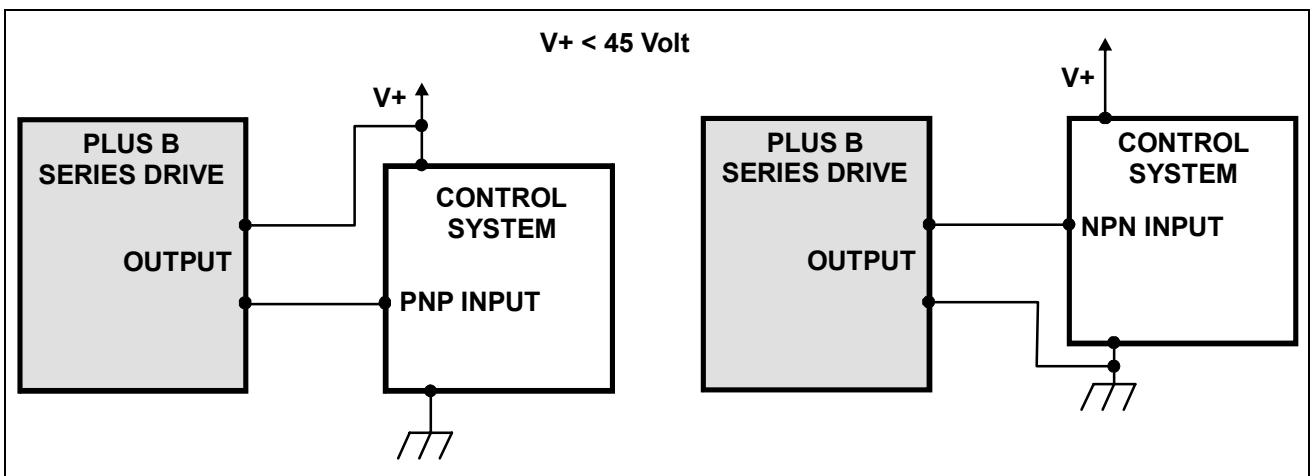 V+ < 45 Volt
V+
PLUS B
SERIES DRIVE
OUTPUT
CONTROL
SYSTEM
PNP INPUT
V+
PLUS B
SERIES DRIVE
OUTPUT
CONTROL
SYSTEM
NPN INPUT